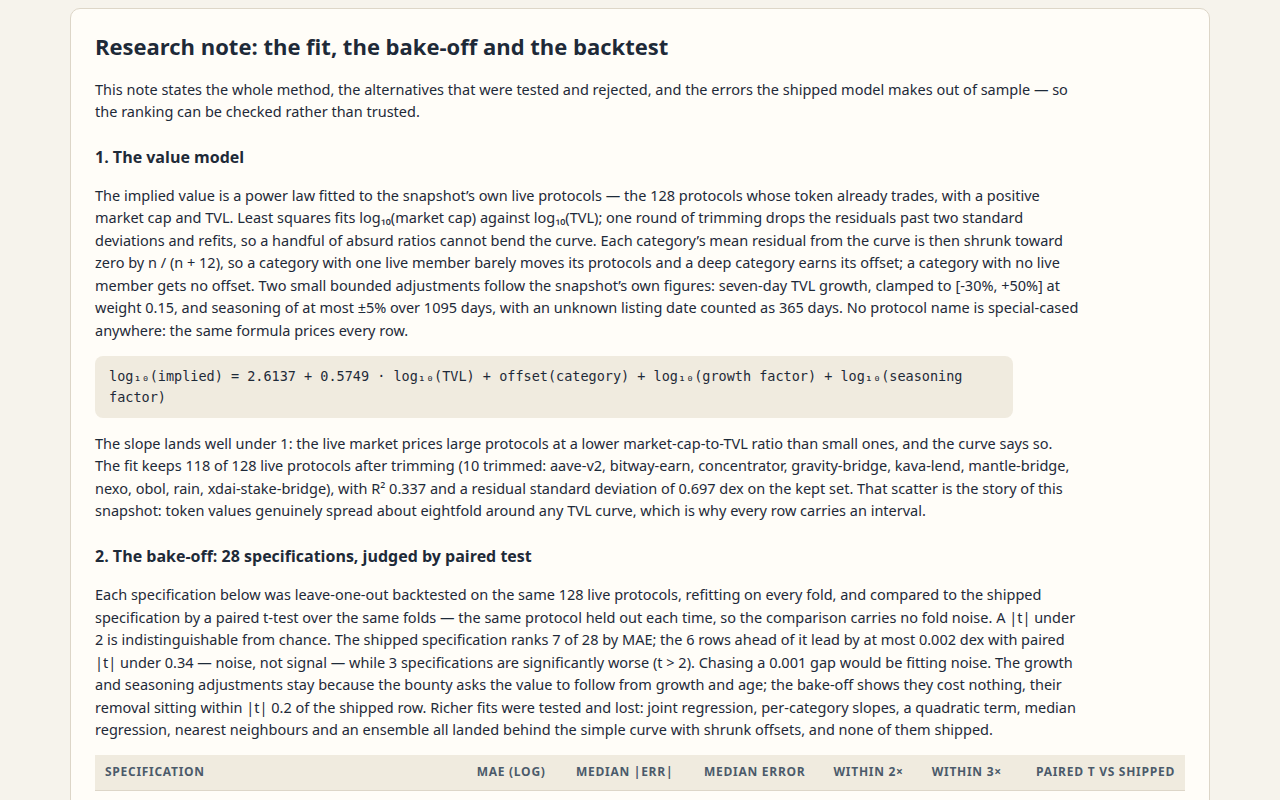 Research note: the fit, the bake-off and the backtest
This note states the whole method, the alternatives that were tested and rejected, and the errors the shipped model makes out of sample — so
the ranking can be checked rather than trusted.
1. The value model
The implied value is a power law fitted to the snapshot’s own live protocols — the 128 protocols whose token already trades, with a positive
market cap and TVL. Least squares fits log₁₀(market cap) against log₁₀(TVL); one round of trimming drops the residuals past two standard
deviations and refits, so a handful of absurd ratios cannot bend the curve. Each category’s mean residual from the curve is then shrunk toward
zero by n / (n + 12), so a category with one live member barely moves its protocols and a deep category earns its offset; a category with no live
member gets no offset. Two small bounded adjustments follow the snapshot’s own figures: seven-day TVL growth, clamped to [-30%, +50%] at
weight 0.15, and seasoning of at most ±5% over 1095 days, with an unknown listing date counted as 365 days. No protocol name is special-cased
anywhere: the same formula prices every row.
log₁₀(implied) = 2.6137 + 0.5749 · log₁₀(TVL) + offset(category) + log₁₀(growth factor) + log₁₀(seasoning
factor)
The slope lands well under 1: the live market prices large protocols at a lower market-cap-to-TVL ratio than small ones, and the curve says so.
The fit keeps 118 of 128 live protocols after trimming (10 trimmed: aave-v2, bitway-earn, concentrator, gravity-bridge, kava-lend, mantle-bridge,
nexo, obol, rain, xdai-stake-bridge), with R² 0.337 and a residual standard deviation of 0.697 dex on the kept set. That scatter is the story of this
snapshot: token values genuinely spread about eightfold around any TVL curve, which is why every row carries an interval.
2. The bake-off: 28 specifications, judged by paired test
Each specification below was leave-one-out backtested on the same 128 live protocols, refitting on every fold, and compared to the shipped
specification by a paired t-test over the same folds — the same protocol held out each time, so the comparison carries no fold noise. A |t| under
2 is indistinguishable from chance. The shipped specification ranks 7 of 28 by MAE; the 6 rows ahead of it lead by at most 0.002 dex with paired
|t| under 0.34 — noise, not signal — while 3 specifications are significantly worse (t > 2). Chasing a 0.001 gap would be fitting noise. The growth
and seasoning adjustments stay because the bounty asks the value to follow from growth and age; the bake-off shows they cost nothing, their
removal sitting within |t| 0.2 of the shipped row. Richer fits were tested and lost: joint regression, per-category slopes, a quadratic term, median
regression, nearest neighbours and an ensemble all landed behind the simple curve with shrunk offsets, and none of them shipped.
SPECIFICATION MAE (LOG) MEDIAN |ERR| MEDIAN ERROR WITHIN 2× WITHIN 3× PAIRED T VS SHIPPED